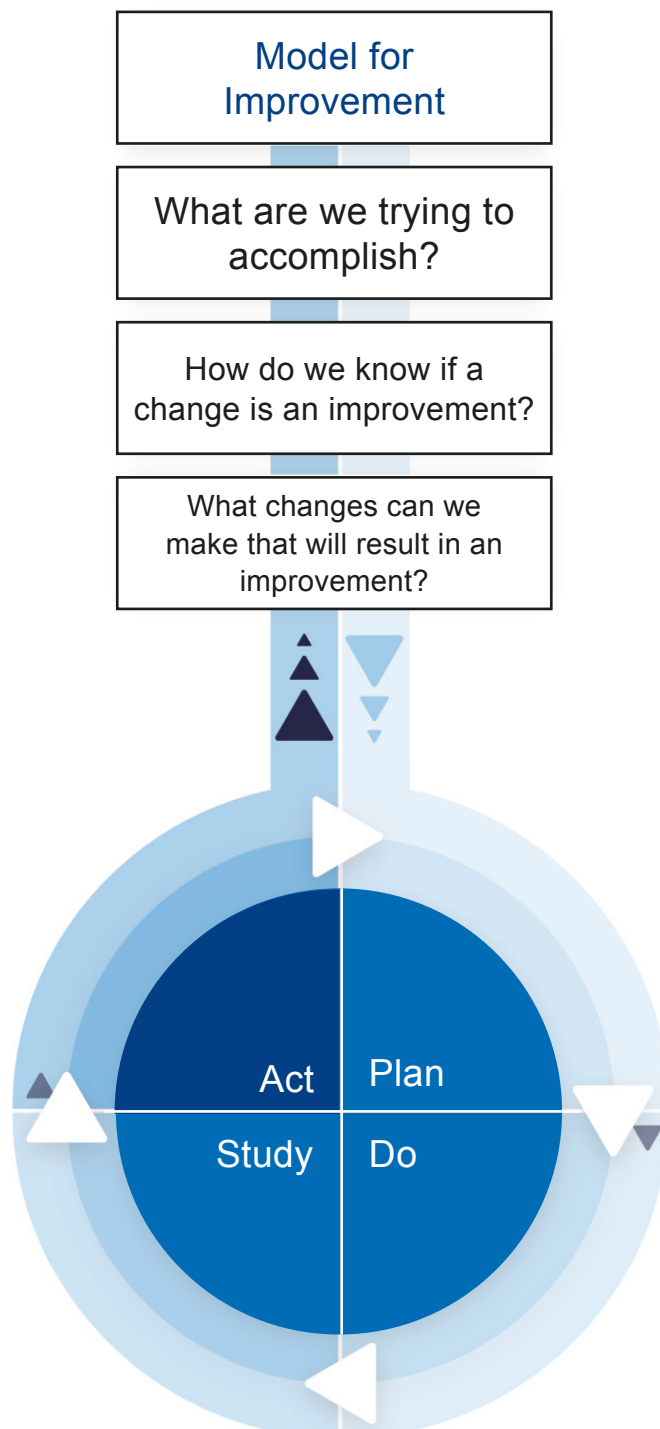 Model for
Improvement
What are we trying to
accomplish?
How do we know if a
change is an improvement?
What changes can we
make that will result in an
improvement?
Act
Plan
Study
Do